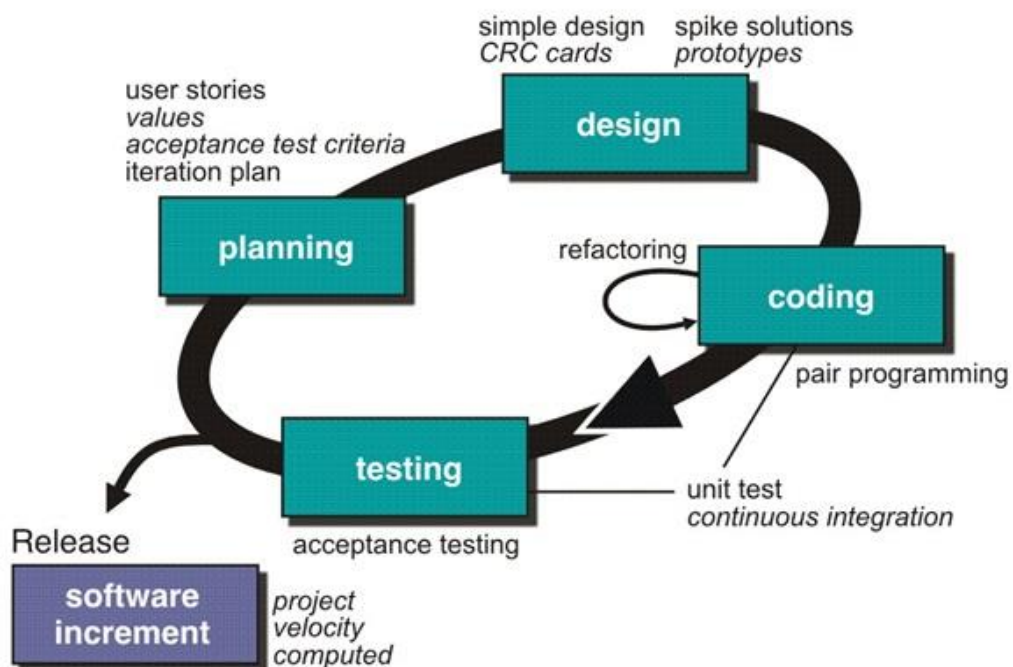 simple design
CRC cards
spike solutions
prototypes
user stories
values
acceptance test criteria
iteration plan
design
planning
refactoring
coding
pair programming
testing
unit test
continuous integration
acceptance testing
Release
software
increment
project
velocity
computed